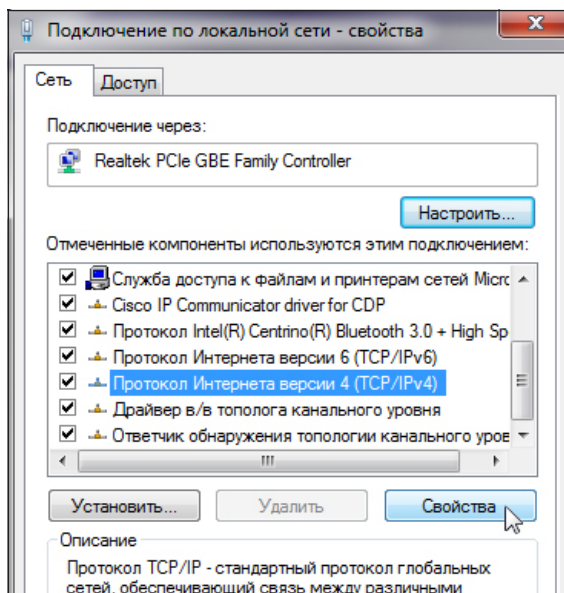 Подключение по локальной сети - свойства
Сеть
Доступ
Подключение через:
Realtek PCIe GBE Family Controller
Настроить...
Отмеченные компоненты используются этим подключением:
Служба доступа к файлам и принтерам сетей Micro
Cisco IP Communicator driver for CDP
Протокол Intel(R) Centrino(R) Bluetooth 3.0 + High Sp
Протокол Интернета версии 6 (TCP/IPv6)
Протокол Интернета версии 4 (TCP/IPv4)
Драйвер в/в тополога канального уровня
Ответчик обнаружения топологии канального уров
Установить...
Удалить
Свойства
Описание
Протокол TCP/IP - стандартный протокол глобальных
сетей, обеспечивающий связь между различными